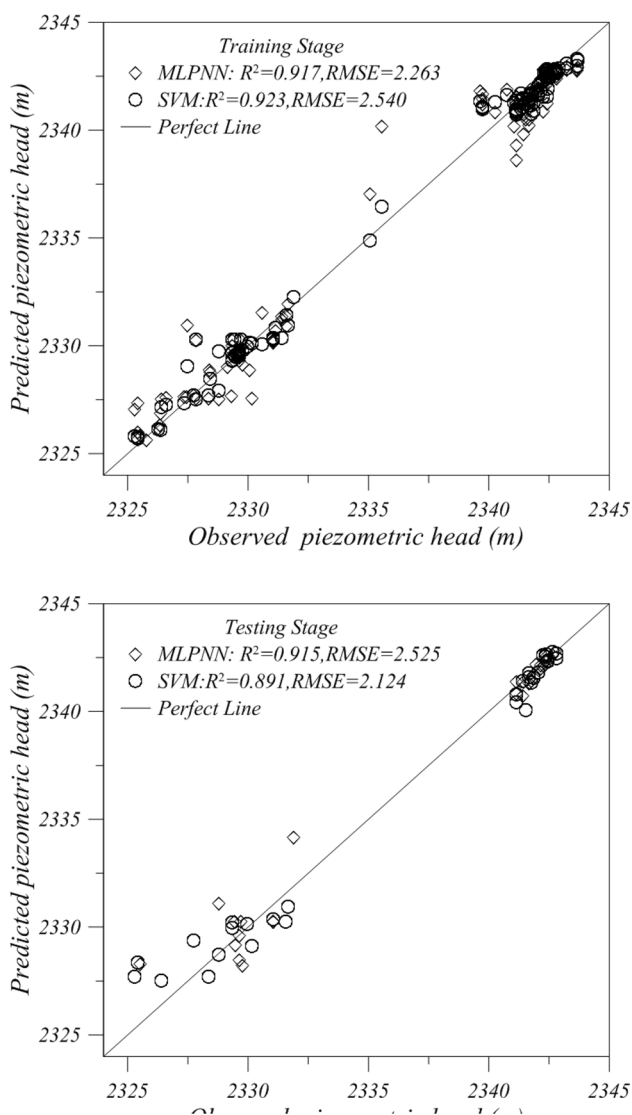 2345
Training Stage
MLPNN: R²=0.917,RMSE=2.263
SVM:R²=0.923,RMSE=2.540
Perfect Line
2340
2335
2330
2325
Predicted piezometric head (m)
2325 2330 2335 2340 2345
Observed piezometric head (m)
2345
Testing Stage
MLPNN: R²=0.915,RMSE=2.525
SVM:R²=0.891,RMSE=2.124
Perfect Line
2340
2335
2330
2325
Predicted piezometric head (m)
2325 2330 2335 2340 2345